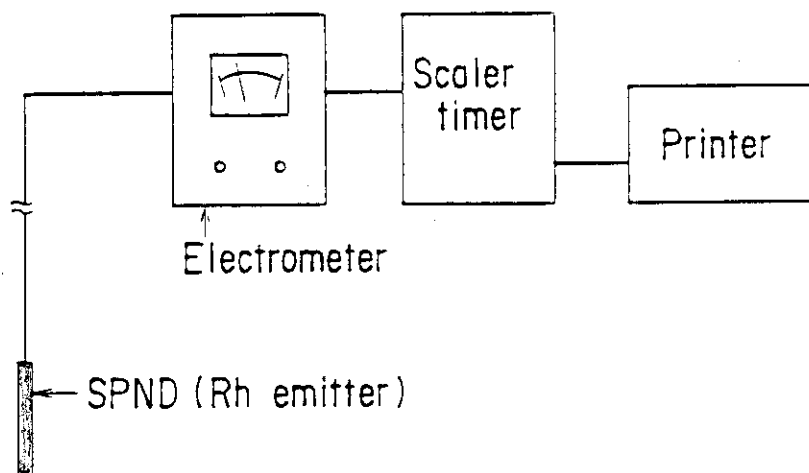 Scaler
timer
Printer
Electrometer
SPND (Rh emitter)